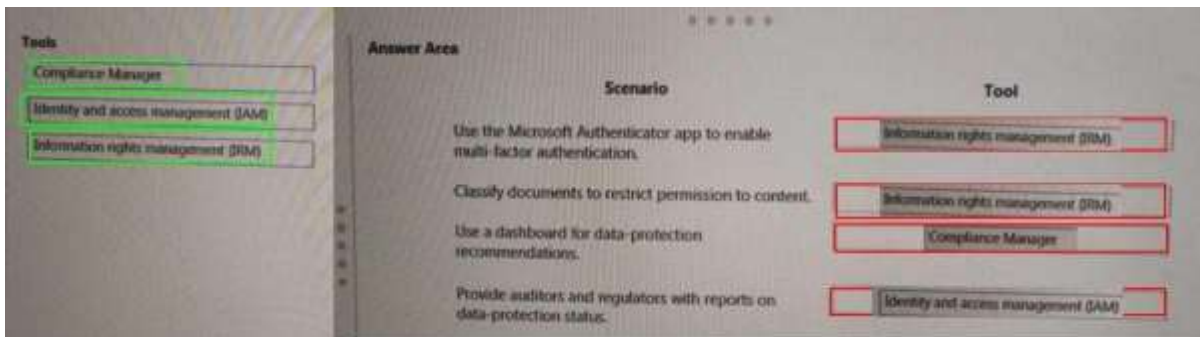 Tools
Compliance Manager
Identity and access management (IAM)
Information rights management (IRM)
Answer Area
Scenario
Tool
Use the Microsoft Authenticator app to enable
multi-factor authentication.
Information rights management (IRM)
Classify documents to restrict permission to content.
Information rights management (IRM)
Use a dashboard for data-protection
recommendations.
Compliance Manager
Provide auditors and regulators with reports on
data-protection status.
Identity and access management (IAM)